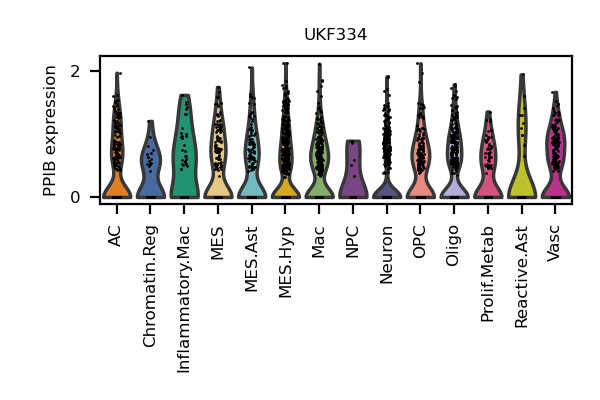 UKF334
PPIB expression
2
0
AC
Chromatin.Reg
Inflammatory.Mac
MES
MES.Ast
MES.Hyp
Mac
NPC
Neuron
OPC
Oligo
Prolif.Metab
Reactive.Ast
Vasc